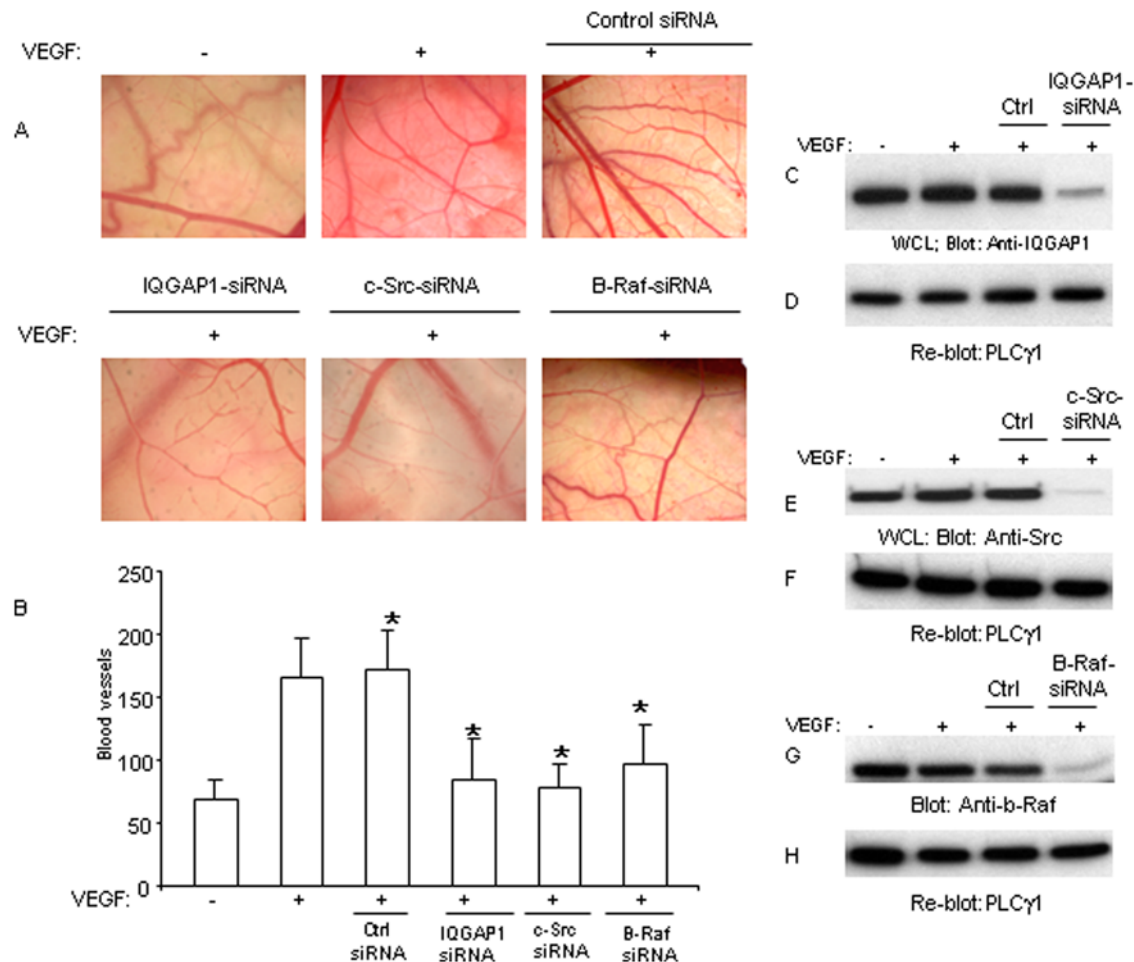 Control siRNA
VEGF: - + +
A
IQGAP1-siRNA c-Src-siRNA B-Raf-siRNA
VEGF: + + +
B
Blood vessels
250
200
150
100
50
0
* * * *
VEGF: - + + + + +
Ctrl siRNA
IQGAP1 siRNA
c-Src siRNA
B-Raf siRNA
IQGAP1-
Ctrl siRNA
VEGF: - + + +
C
WCL; Blot: Anti-IQGAP1
D
Re-blot: PLCγ1
c-Src-
Ctrl siRNA
VEGF: - + + +
E
WCL: Blot: Anti-Src
F
Re-blot: PLCγ1
B-Raf-
Ctrl siRNA
VEGF: - + + +
G
Blot: Anti-b-Raf
H
Re-blot: PLCγ1